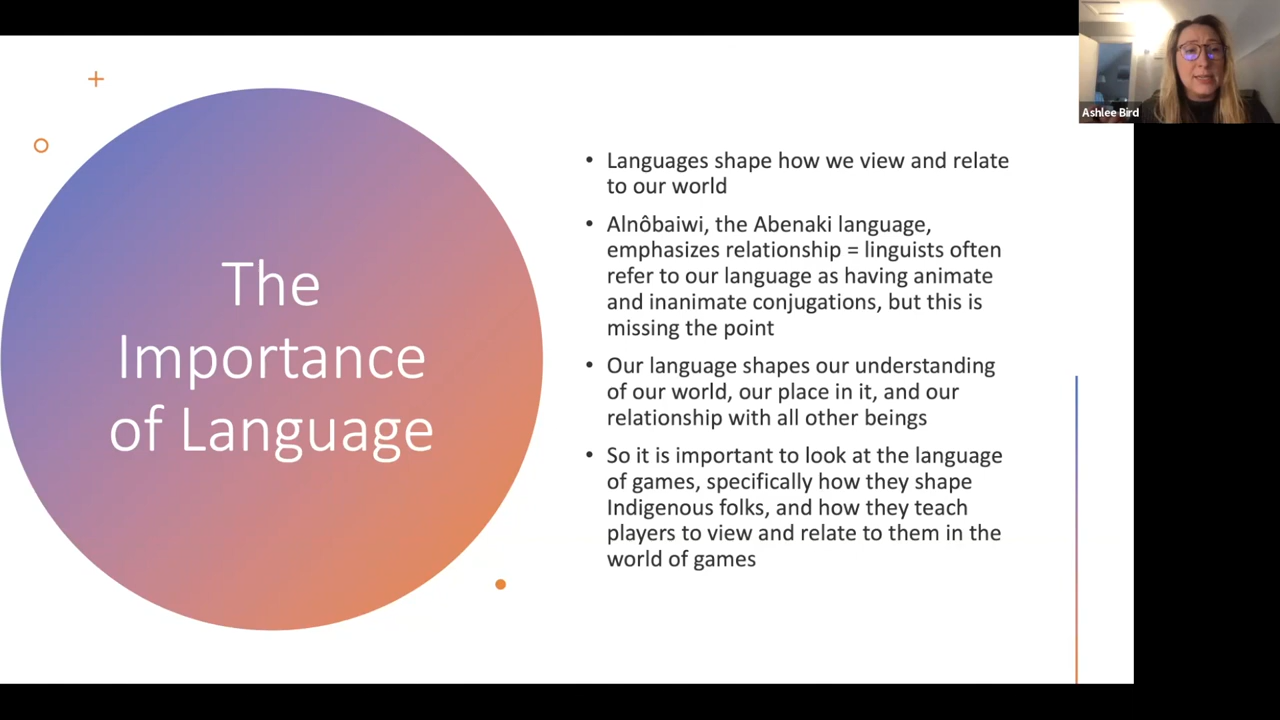 Ashlee Bird
The
Importance
of Language
• Languages shape how we view and relate
to our world
• Alnôbaiwi, the Abenaki language,
emphasizes relationship = linguists often
refer to our language as having animate
and inanimate conjugations, but this is
missing the point
• Our language shapes our understanding
of our world, our place in it, and our
relationship with all other beings
• So it is important to look at the language
of games, specifically how they shape
Indigenous folks, and how they teach
players to view and relate to them in the
world of games